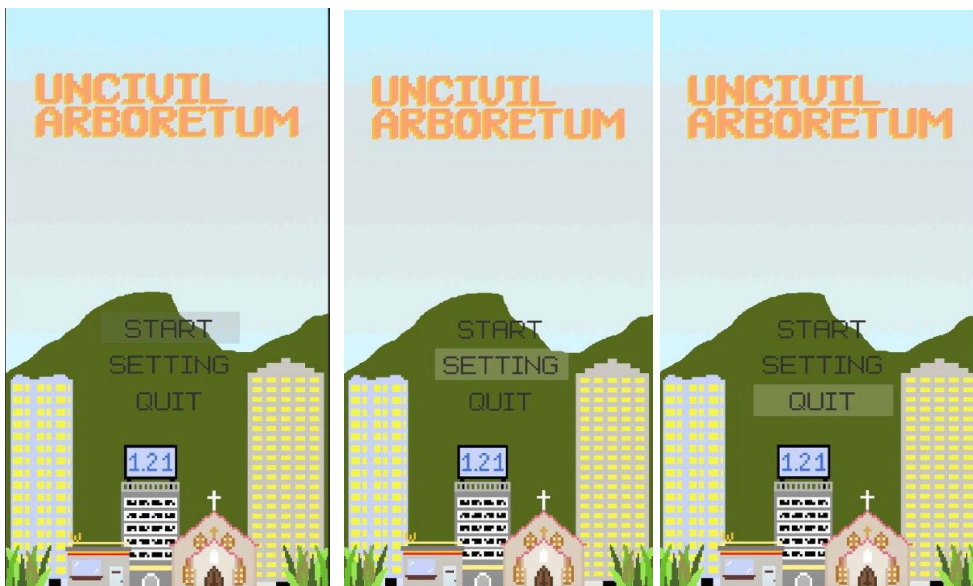 UNCIVIL
ARBORETUM
START
SETTING
QUIT
1.21
UNCIVIL
ARBORETUM
START
SETTING
QUIT
1.21
UNCIVIL
ARBORETUM
START
SETTING
QUIT
1.21